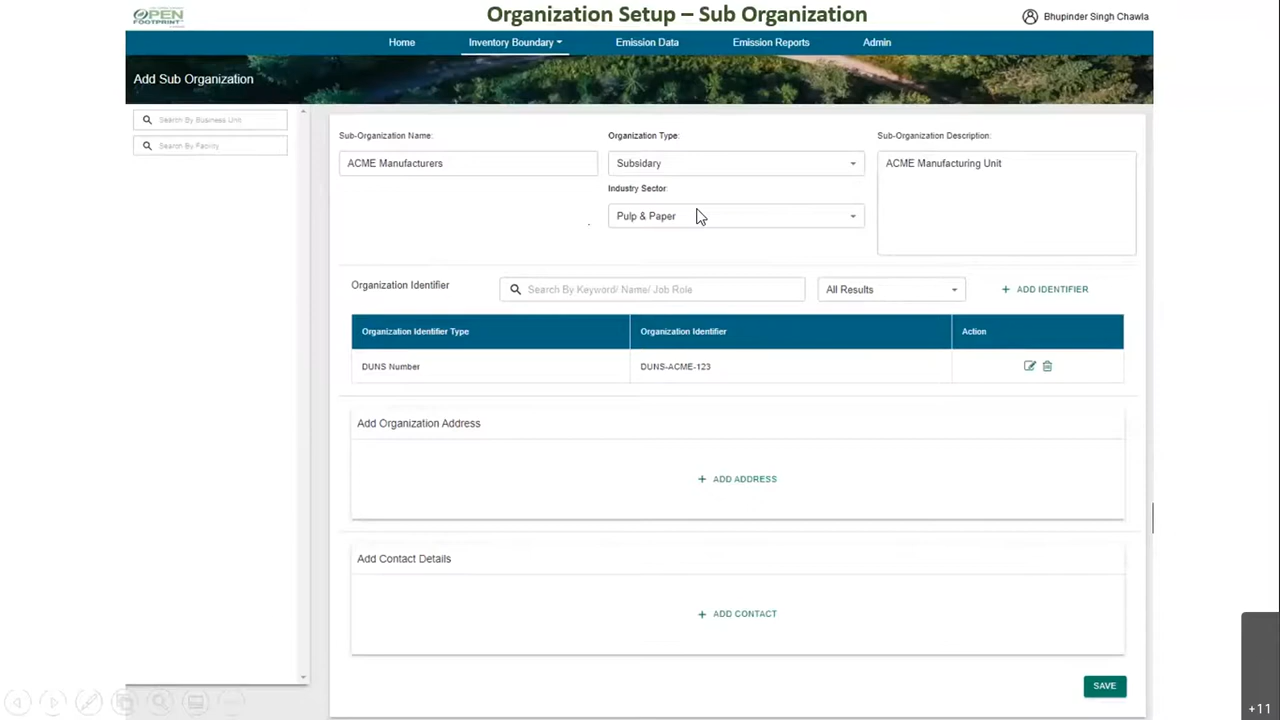 OPEN
FOOTPRINT
Organization Setup – Sub Organization
Bhupinder Singh Chawla
Home
Inventory Boundary
Emission Data
Emission Reports
Admin
Add Sub Organization
Search By Business Unit
Search By Facility
Sub-Organization Name:
Organization Type:
Sub-Organization Description:
ACME Manufacturers
Subsidary
ACME Manufacturing Unit
Industry Sector:
Pulp & Paper
Organization Identifier
Search By Keyword/ Name/ Job Role
All Results
+ ADD IDENTIFIER
Organization Identifier Type
Organization Identifier
Action
DUNS Number
DUNS-ACME-123
Add Organization Address
+ ADD ADDRESS
Add Contact Details
+ ADD CONTACT
SAVE
+11